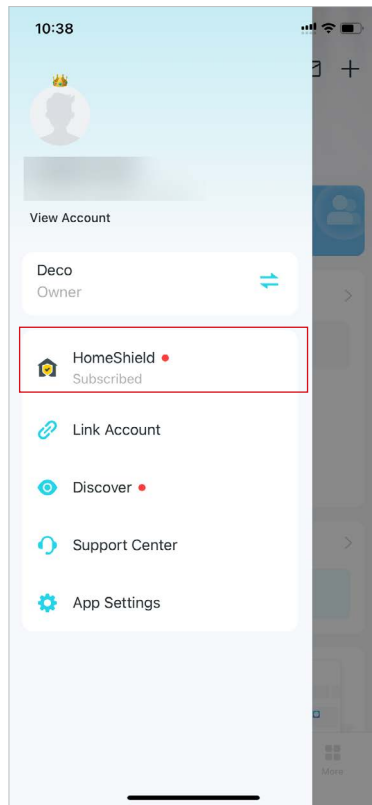 10:38
View Account
Deco
Owner
HomeShield
Subscribed
Link Account
Discover
Support Center
App Settings
More